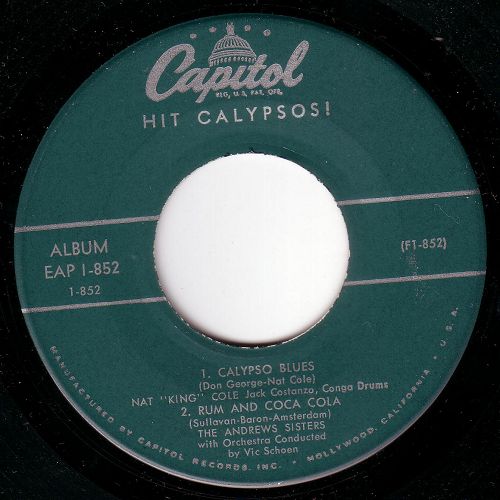 Capitol
REG. U.S. PAT. OFF.
HIT CALYPSOS!
ALBUM
EAP 1-852
1-852
(F1-852)
1. CALYPSO BLUES
(Don George-Nat Cole)
NAT "KING" COLE Jack Costanzo, Conga Drums
2. RUM AND COCA COLA
(Sullavan-Baron-Amsterdam)
THE ANDREWS SISTERS
with Orchestra Conducted
by Vic Schoen
MANUFACTURED BY CAPITOL RECORDS, INC. • HOLLYWOOD, CALIFORNIA. • U.S.A.